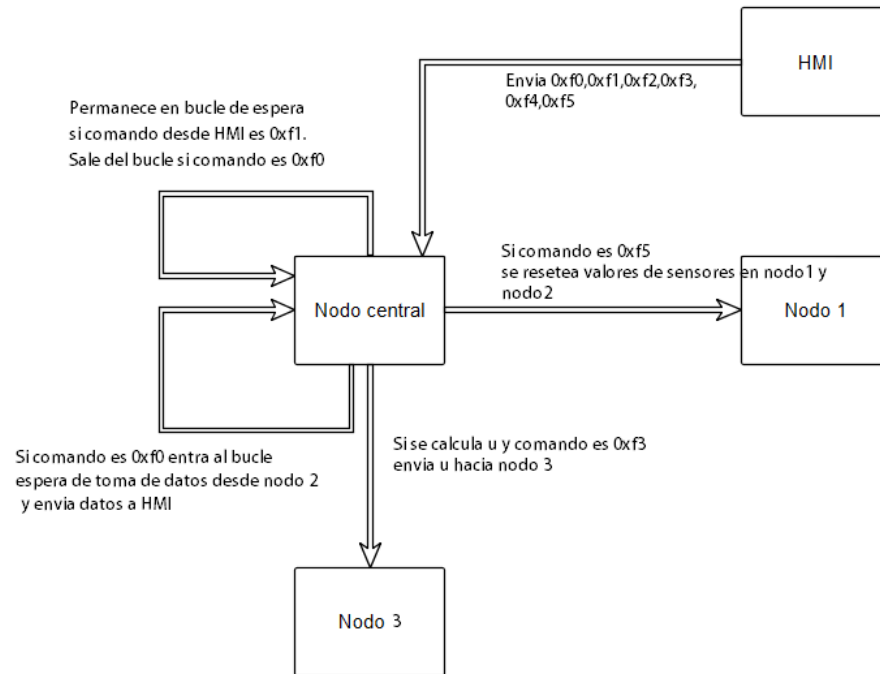 HMI
Envia 0xf0,0xf1,0xf2,0xf3,
0xf4,0xf5
Permanece en bucle de espera
si comando desde HMI es 0xf1.
Sale del bucle si comando es 0xf0
Si comando es 0xf5
se resetea valores de sensores en nodo1 y
nodo2
Nodo central
Nodo 1
Si comando es 0xf0 entra al bucle
espera de toma de datos desde nodo 2
y envia datos a HMI
Si se calcula u y comando es 0xf3
envia u hacia nodo 3
Nodo 3